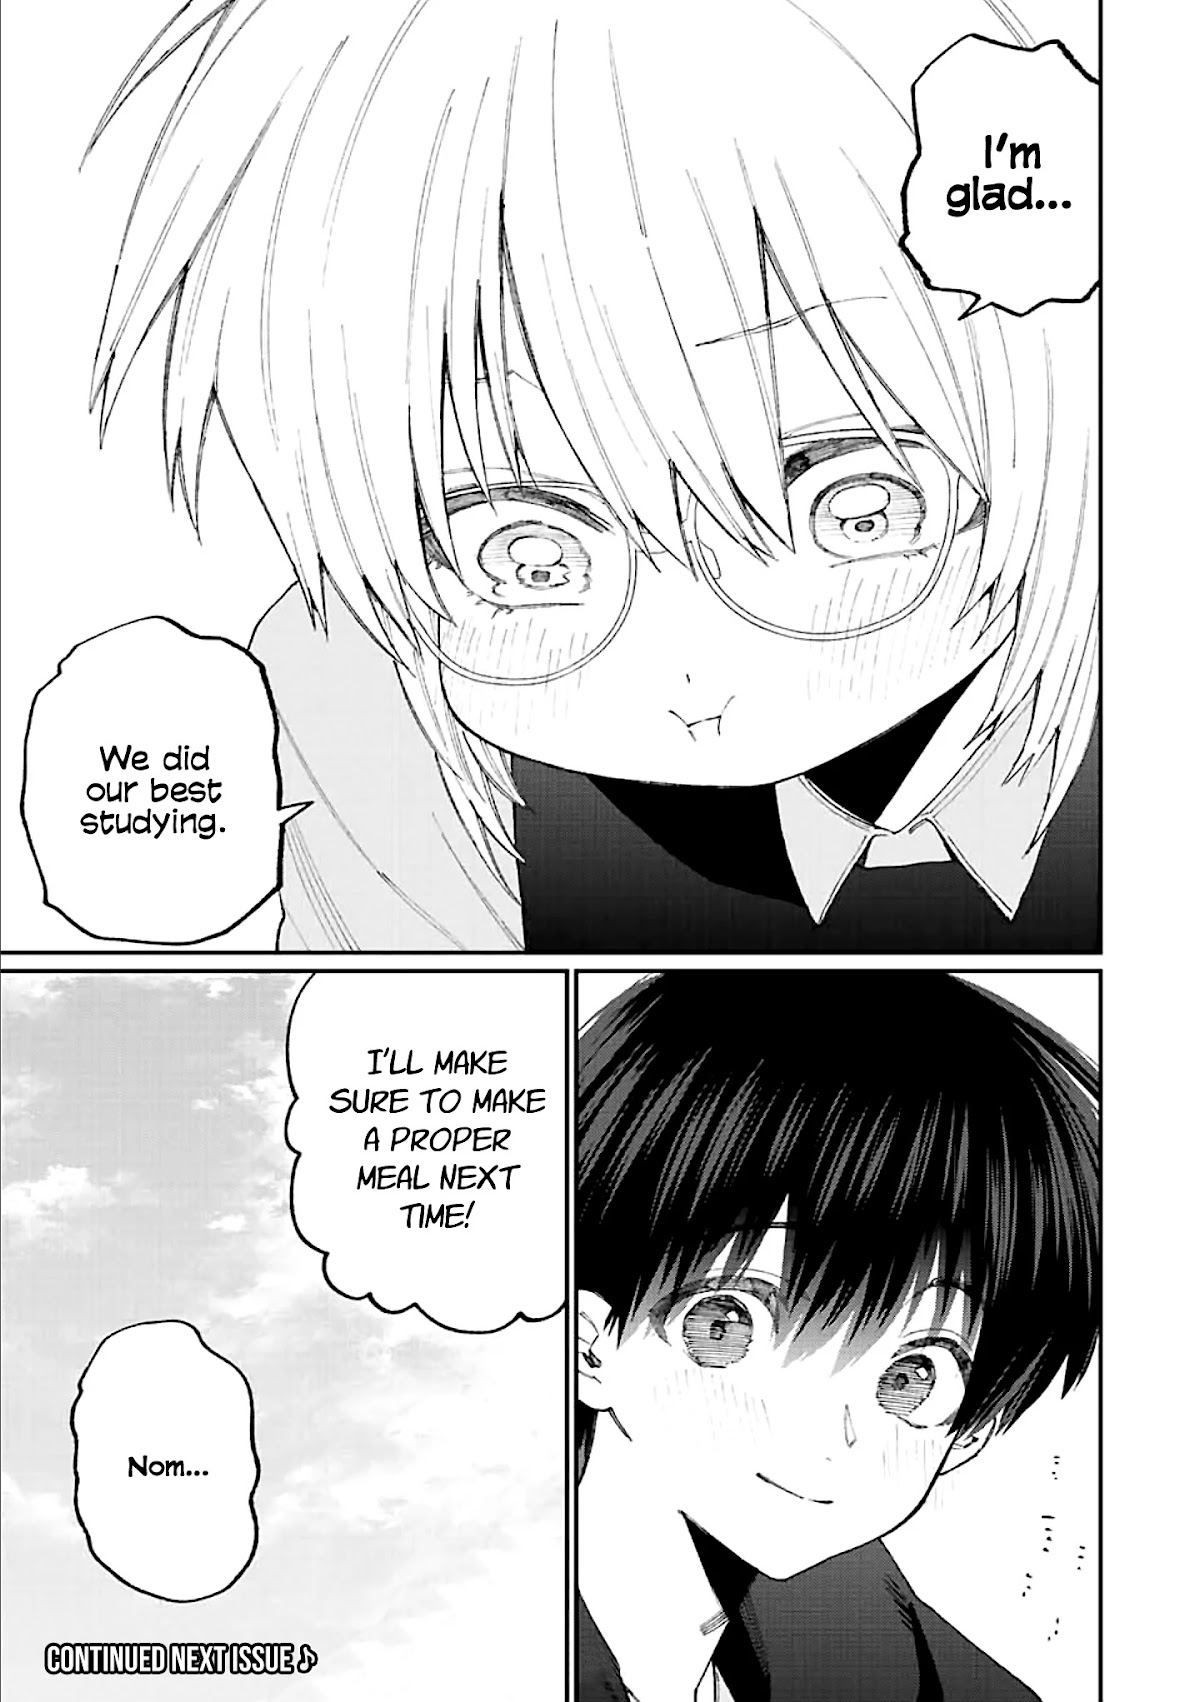 I'm
glad...
We did
our best
studying.
I'LL MAKE
SURE TO MAKE
A PROPER
MEAL NEXT
TIME!
Nom...
CONTINUED NEXT ISSUE ♪